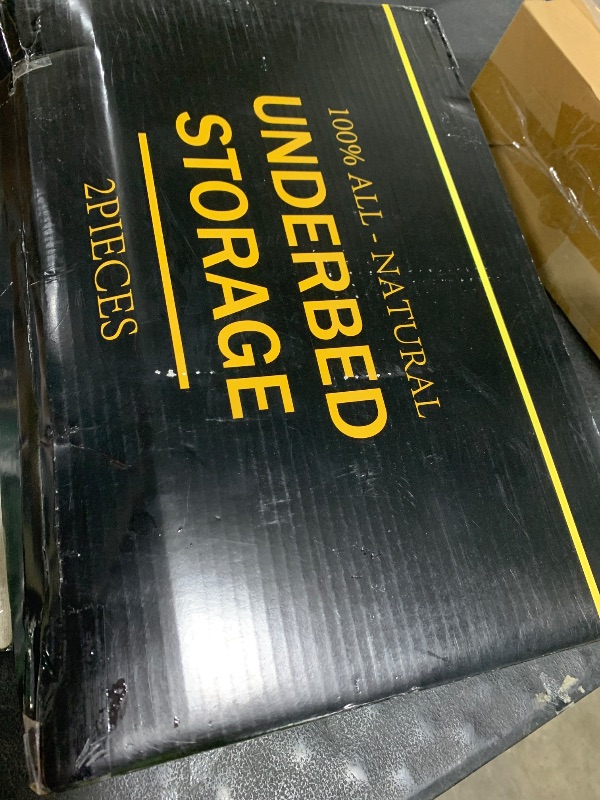 100% ALL - NATURAL
UNDERBED
STORAGE
2PIECES